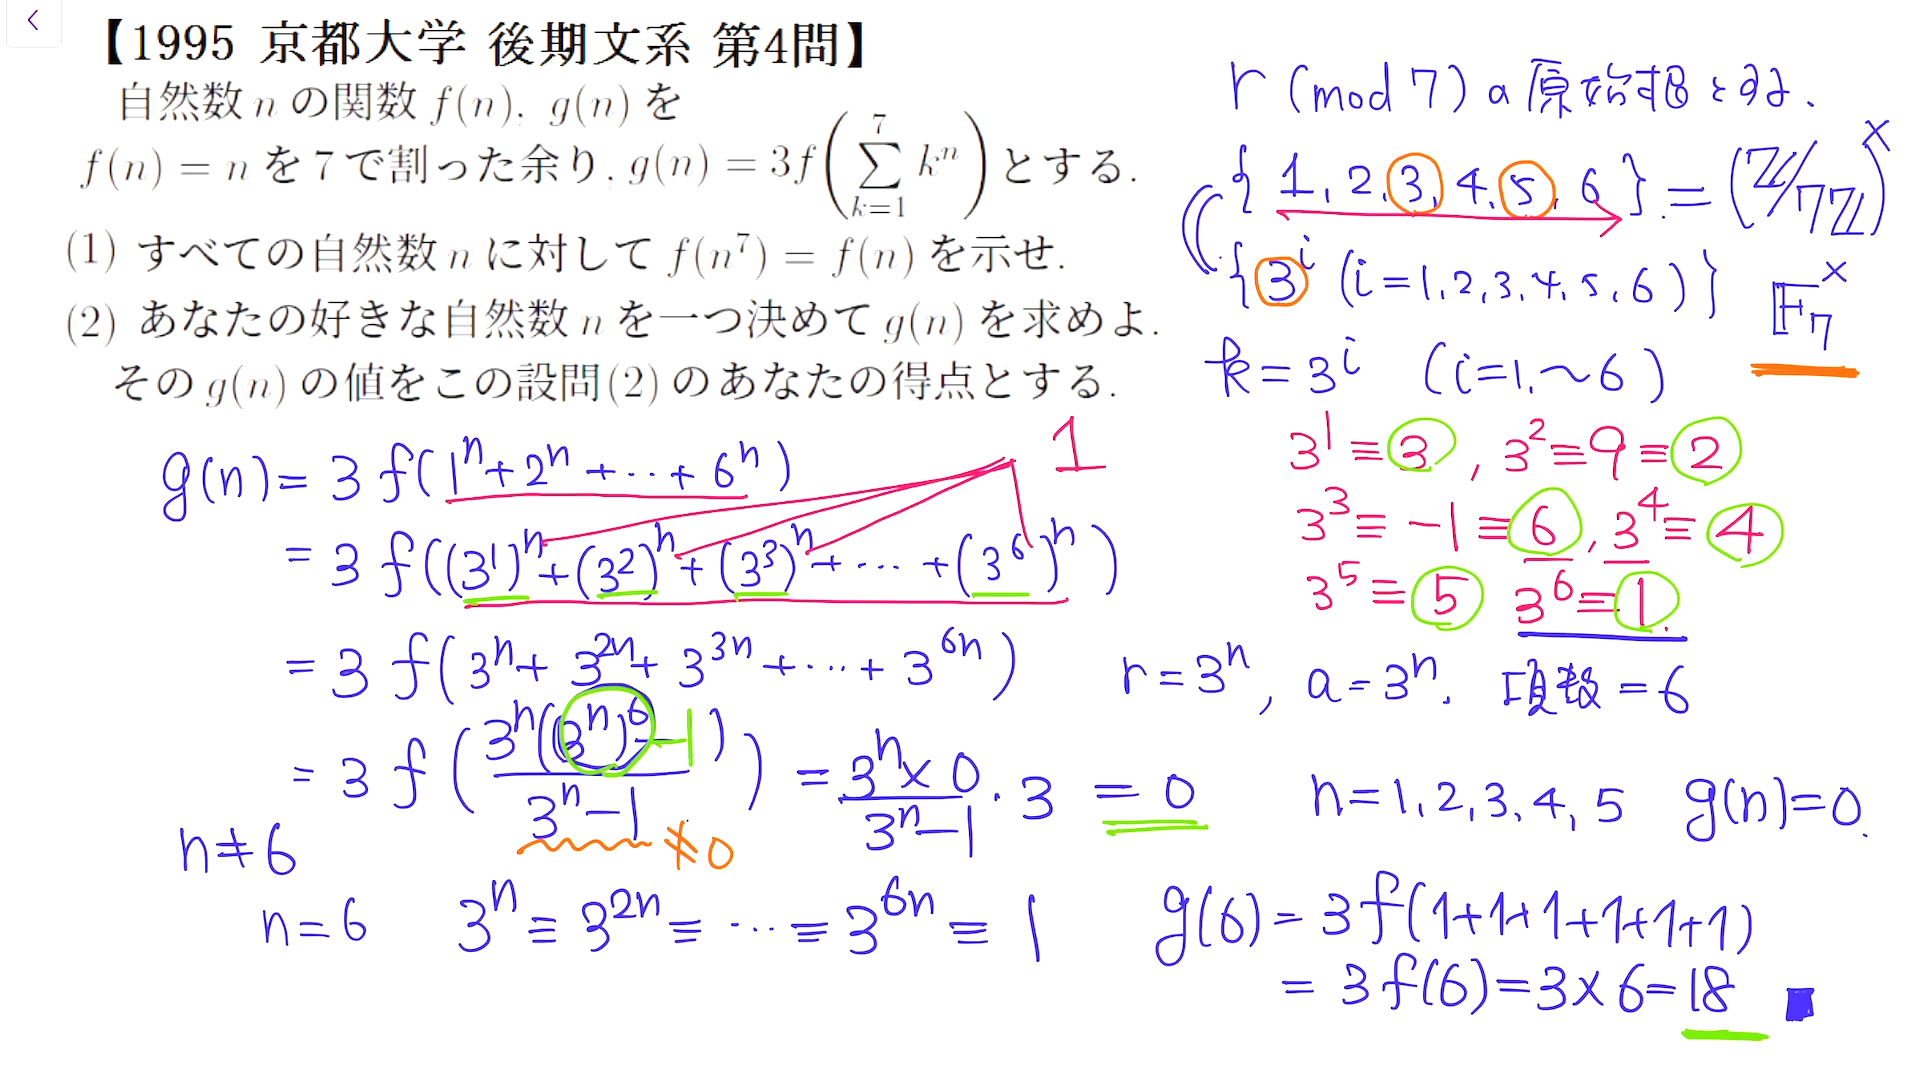 【1995 京都大学 後期文系 第4問】
自然数 n の関数 f(n), g(n) を
f(n) = n を 7 で割った余り, g(n) = 3f(∑_{k=1}^{7} k^n) とする.
(1) すべての自然数 n に対して f(n^7) = f(n) を示せ.
(2) あなたの好きな自然数 n を一つ決めて g(n) を求めよ.
その g(n) の値をこの設問(2)のあなたの得点とする.
g(n) = 3 f(1^n + 2^n + ‥ + 6^n)
1
= 3 f((3^1)^n + (3^2)^n + (3^3)^n + … + (3^6)^n)
= 3 f(3^n + 3^{2n} + 3^{3n} + … + 3^{6n})
= 3 f(3^n((3^n)^6 − 1) / (3^n − 1)) = (3^n × 0)/(3^n − 1) · 3 = 0
n ≠ 6
≠ 0
n = 6 3^n ≡ 3^{2n} ≡ … ≡ 3^{6n} ≡ 1
r (mod 7) の原始根とする.
{1, 2, 3, 4, 5, 6} = (ℤ/7ℤ)^×
{3^i (i = 1, 2, 3, 4, 5, 6)} 𝔽_7^×
k = 3^i (i = 1, ~ 6)
3^1 ≡ 3, 3^2 ≡ 9 ≡ 2
3^3 ≡ −1 ≡ 6, 3^4 ≡ 4
3^5 ≡ 5 3^6 ≡ 1.
r = 3^n, a = 3^n, 項数 = 6
n = 1, 2, 3, 4, 5 g(n) = 0.
g(6) = 3 f(1+1+1+1+1+1)
= 3 f(6) = 3 × 6 = 18 ■